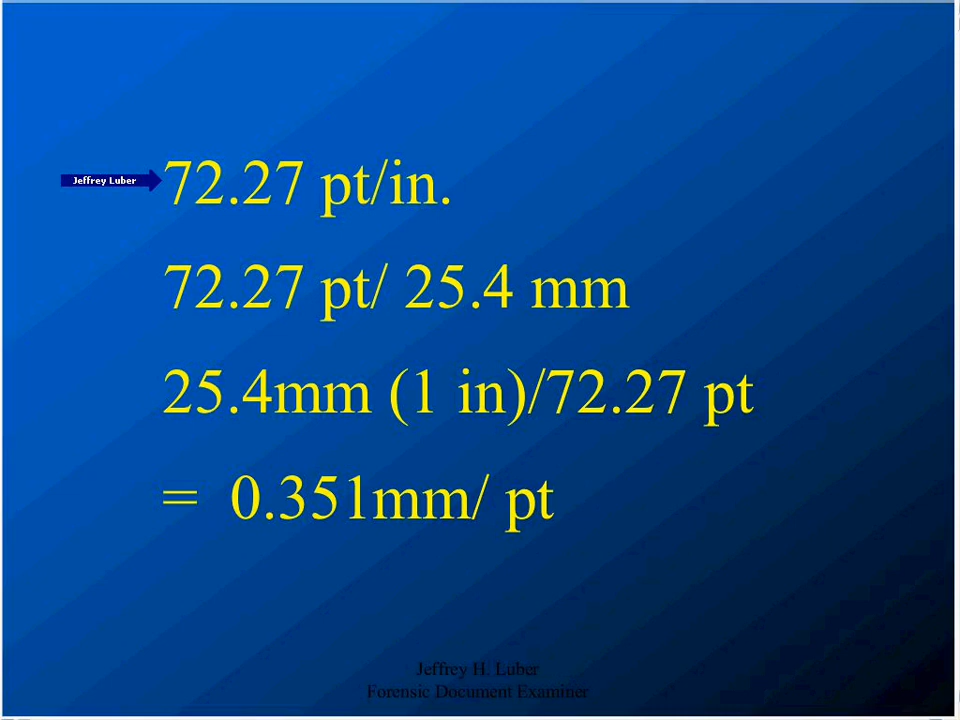 Jeffrey Luber
72.27 pt/in.
72.27 pt/ 25.4 mm
25.4mm (1 in)/72.27 pt
= 0.351mm/ pt
Jeffrey H. Luber
Forensic Document Examiner